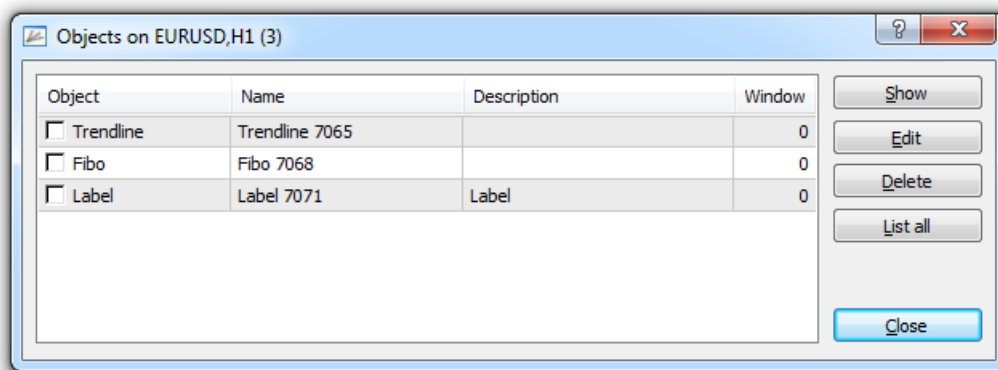 Objects on EURUSD,H1 (3)
Object Name Description Window
Trendline Trendline 7065 0
Fibo Fibo 7068 0
Label Label 7071 Label 0
Show
Edit
Delete
List all
Close